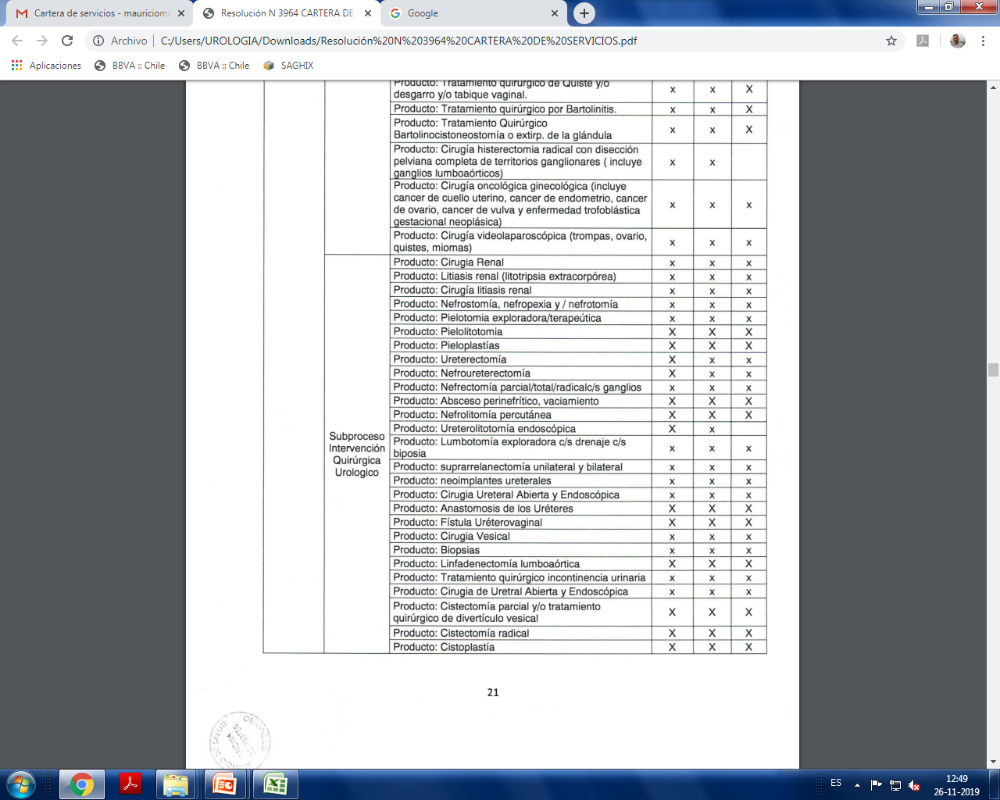 Cartera de servicios - mauricioma
Resolución N 3964 CARTERA DE
Google
Archivo
C:/Users/UROLOGIA/Downloads/Resolución%20N%203964%20CARTERA%20DE%20SERVICIOS.pdf
Aplicaciones
BBVA :: Chile
BBVA :: Chile
SAGHIX
Producto: Tratamiento quirúrgico de Quiste y/o
desgarro y/o tabique vaginal. x x X
Producto: Tratamiento quirúrgico por Bartolinitis. x x X
Producto: Tratamiento Quirúrgico
Bartolinocistoneostomía o extirp. de la glándula x x X
Producto: Cirugía histerectomia radical con disección
pelviana completa de territorios ganglionares ( incluye
ganglios lumboaórticos) x x
Producto: Cirugía oncológica ginecológica (incluye
cancer de cuello uterino, cancer de endometrio, cancer
de ovario, cancer de vulva y enfermedad trofoblástica
gestacional neoplásica) x x x
Producto: Cirugía videolaparoscópica (trompas, ovario,
quistes, miomas) x x x
Subproceso
Intervención
Quirúrgica
Urologico
Producto: Cirugia Renal x x x
Producto: Litiasis renal (litotripsia extracorpórea) x x x
Producto: Cirugía litiasis renal x x x
Producto: Nefrostomía, nefropexia y / nefrotomía x x x
Producto: Pielotomia exploradora/terapeútica x x x
Producto: Pielolitotomia X X X
Producto: Pieloplastías X X X
Producto: Ureterectomía X x x
Producto: Nefroureterectomía X x x
Producto: Nefrectomía parcial/total/radicalc/s ganglios x x x
Producto: Absceso perinefrítico, vaciamiento X X X
Producto: Nefrolitomía percutánea X X X
Producto: Ureterolitotomía endoscópica X x
Producto: Lumbotomía exploradora c/s drenaje c/s
biposia x x x
Producto: suprarrelanectomía unilateral y bilateral x x x
Producto: neoimplantes ureterales x x x
Producto: Cirugia Ureteral Abierta y Endoscópica x x x
Producto: Anastomosis de los Uréteres X X X
Producto: Fístula Uréterovaginal X X X
Producto: Cirugia Vesical x x x
Producto: Biopsias x x x
Producto: Linfadenectomía lumboaórtica X X X
Producto: Tratamiento quirúrgico incontinencia urinaria x x x
Producto: Cirugia de Uretral Abierta y Endoscópica x x x
Producto: Cistectomía parcial y/o tratamiento
quirúrgico de divertículo vesical X X X
Producto: Cistectomía radical X X X
Producto: Cistoplastía X X X
21
DE SALUD
ES
12:49
26-11-2019